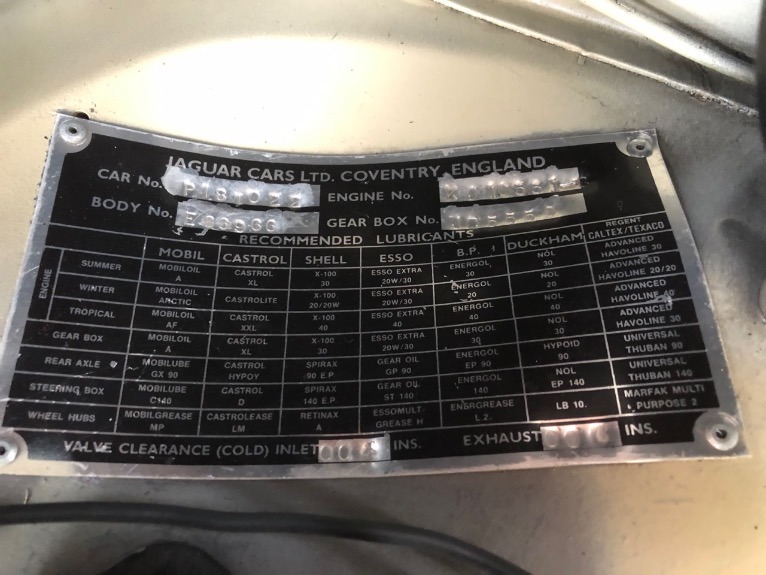 JAGUAR CARS LTD. COVENTRY, ENGLAND
CAR No. ENGINE No.
BODY No. GEAR BOX No.
RECOMMENDED LUBRICANTS
MOBIL CASTROL SHELL ESSO B.P. DUCKHAM REGENT CALTEX/TEXACO
ENGINE
SUMMER MOBILOIL A CASTROL XL X-100 30 ESSO EXTRA 20W/30 ENERGOL 30 NOL 30 ADVANCED HAVOLINE 30
WINTER MOBILOIL ARCTIC CASTROLITE X-100 20/20W ESSO EXTRA 20W/30 ENERGOL 20 NOL 20 ADVANCED HAVOLINE 20/20
TROPICAL MOBILOIL AF CASTROL XXL X-100 40 ESSO EXTRA 40 ENERGOL 40 NOL 40 ADVANCED HAVOLINE 40
GEAR BOX MOBILOIL A CASTROL XL X-100 30 ESSO EXTRA 20W/30 ENERGOL 30 NOL 30 ADVANCED HAVOLINE 30
REAR AXLE MOBILUBE GX 90 CASTROL HYPOY SPIRAX 90 E.P GEAR OIL GP 90 ENERGOL EP 90 HYPOID 90 UNIVERSAL THUBAN 90
STEERING BOX MOBILUBE C140 CASTROL D SPIRAX 140 E.P GEAR OIL ST 140 ENERGOL 140 NOL EP 140 UNIVERSAL THUBAN 140
WHEEL HUBS MOBILGREASE MP CASTROLEASE LM RETINAX A ESSOMULT- GREASE H ENERGREASE L 2. LB 10. MARFAK MULTI PURPOSE 2
VALVE CLEARANCE (COLD) INLET INS. EXHAUST INS.